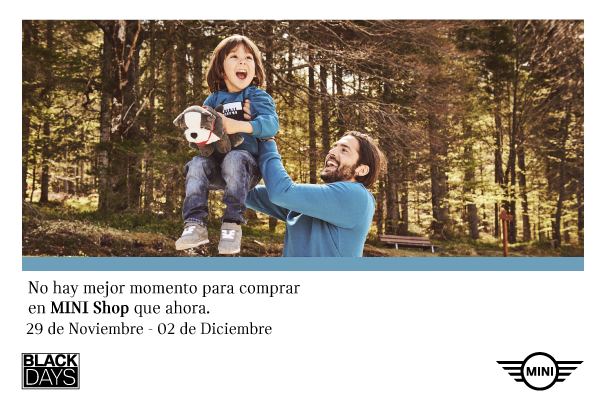 No hay mejor momento para comprar
en MINI Shop que ahora.
29 de Noviembre - 02 de Diciembre
BLACK
DAYS
MINI